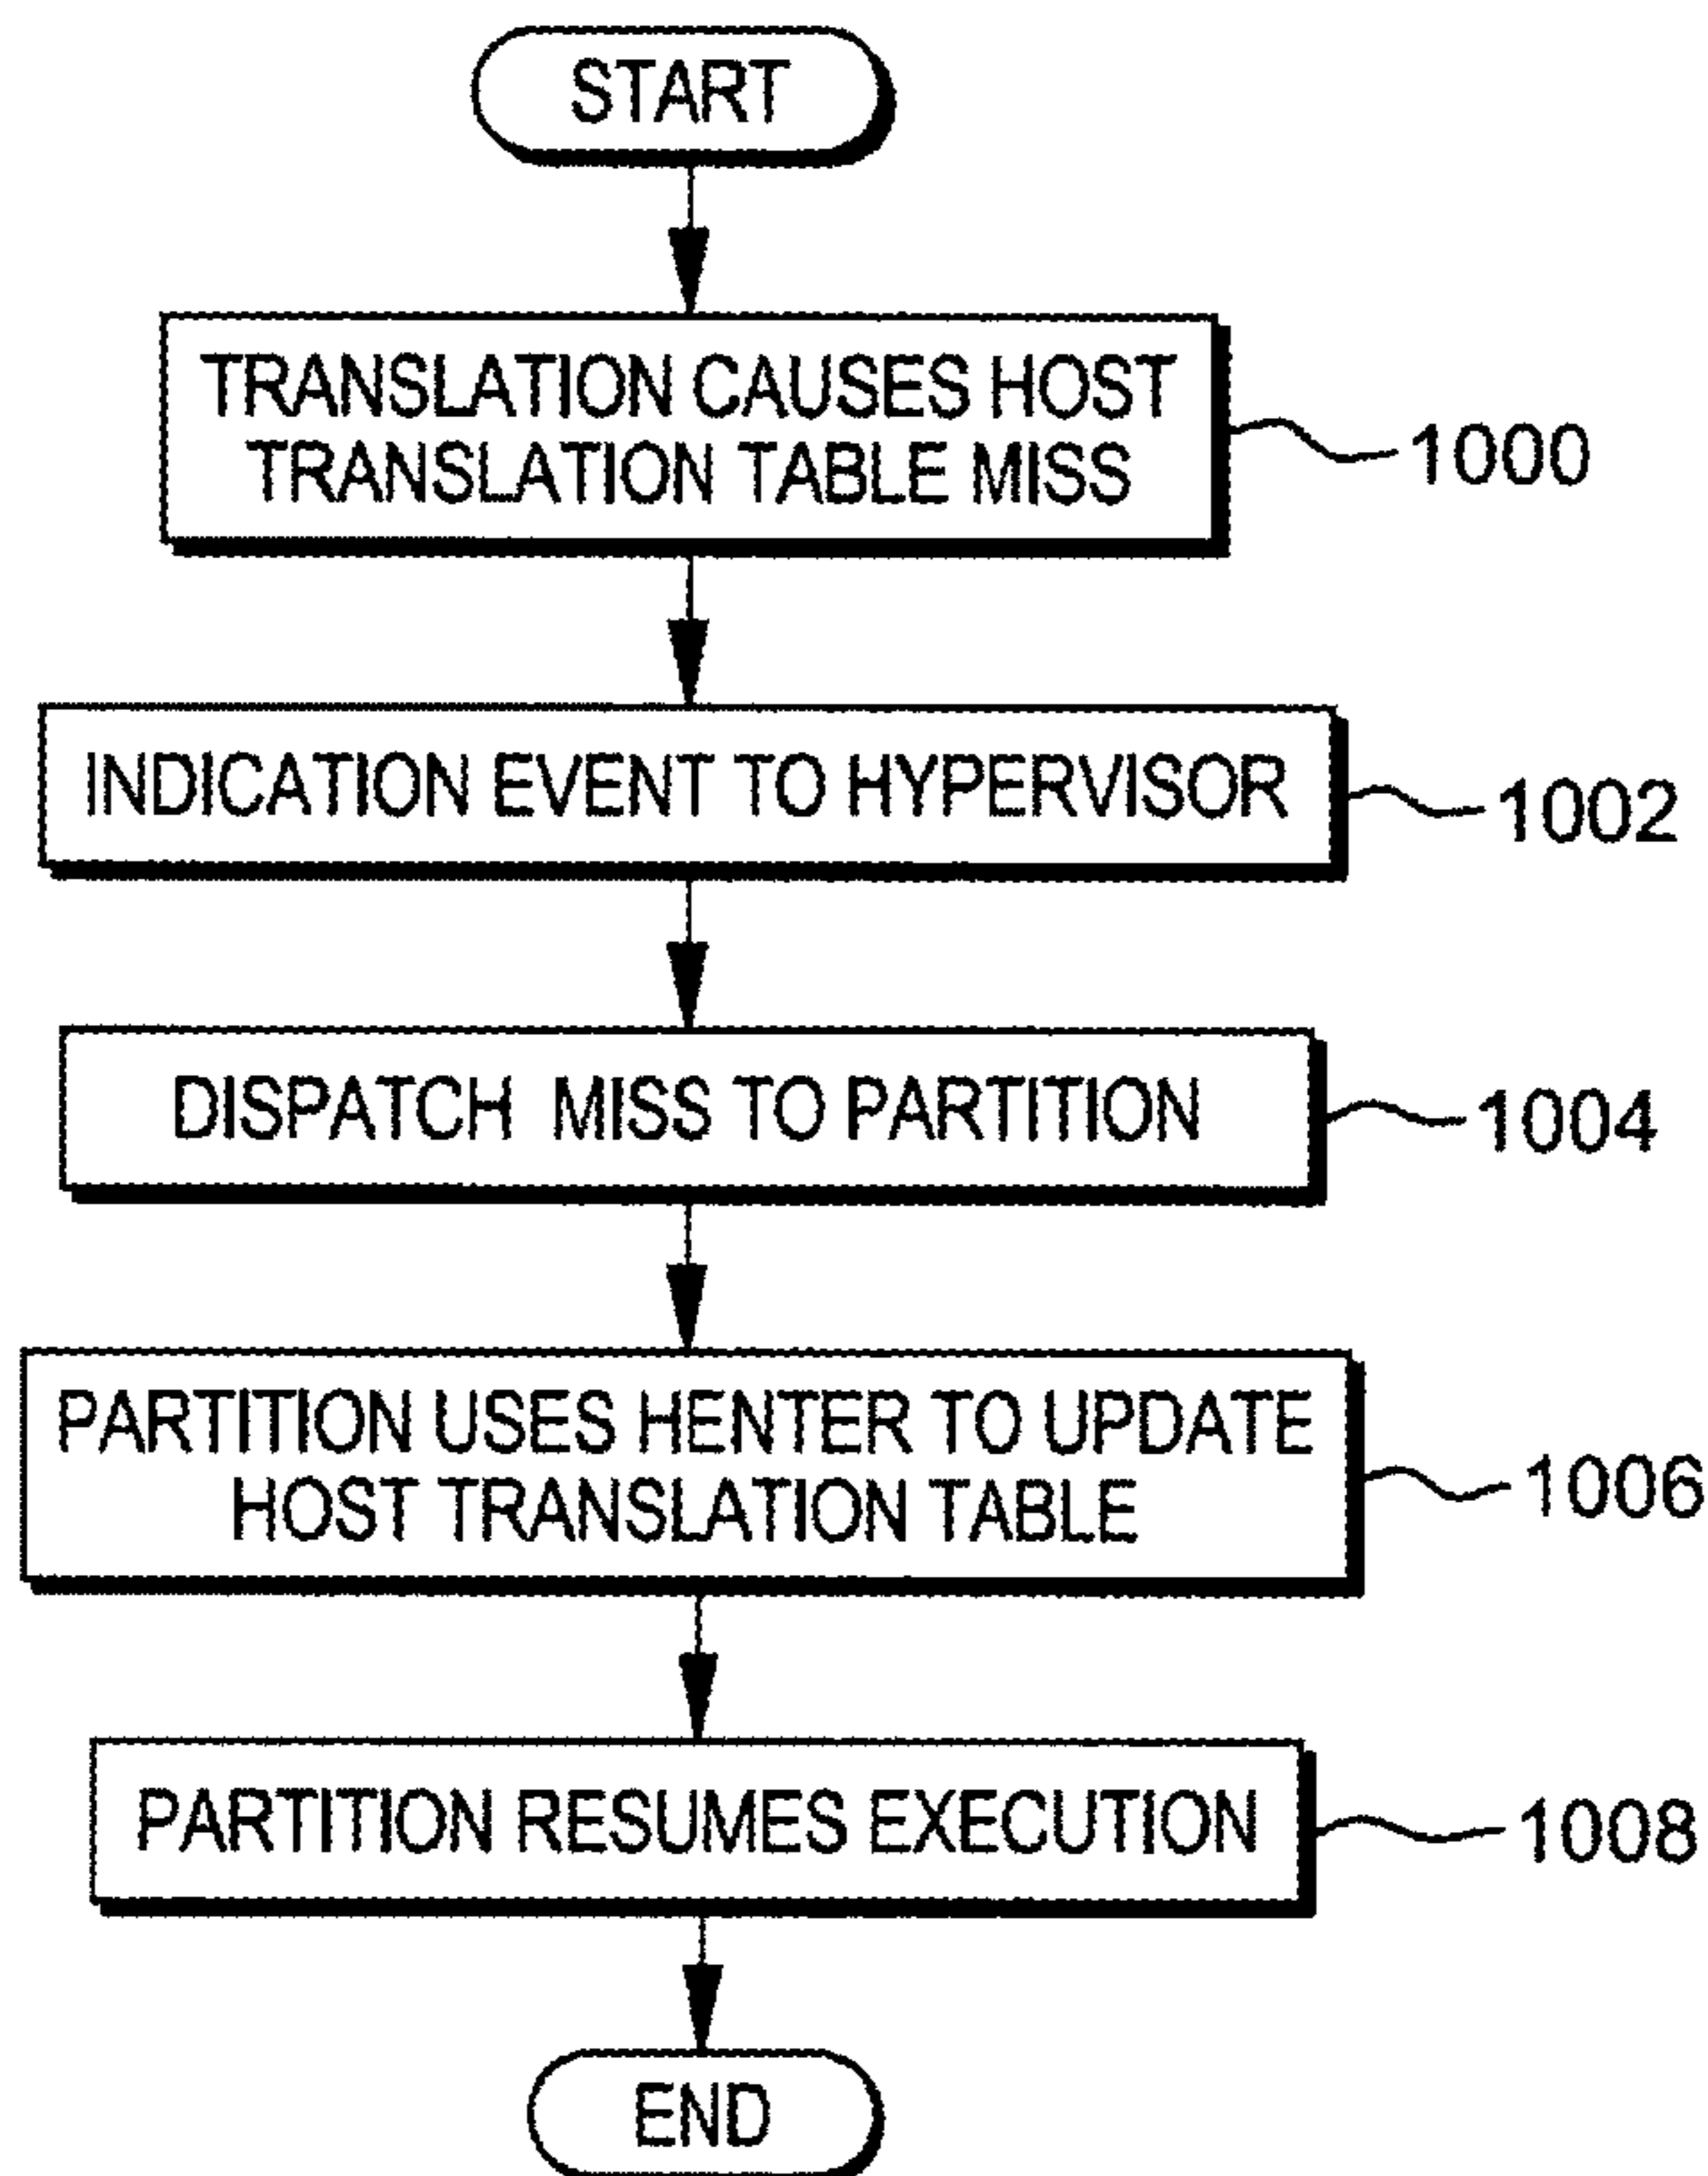 START
TRANSLATION CAUSES HOST
TRANSLATION TABLE MISS
1000
INDICATION EVENT TO HYPERVISOR
1002
DISPATCH MISS TO PARTITION
1004
PARTITION USES HENTER TO UPDATE
HOST TRANSLATION TABLE
1006
PARTITION RESUMES EXECUTION
1008
END